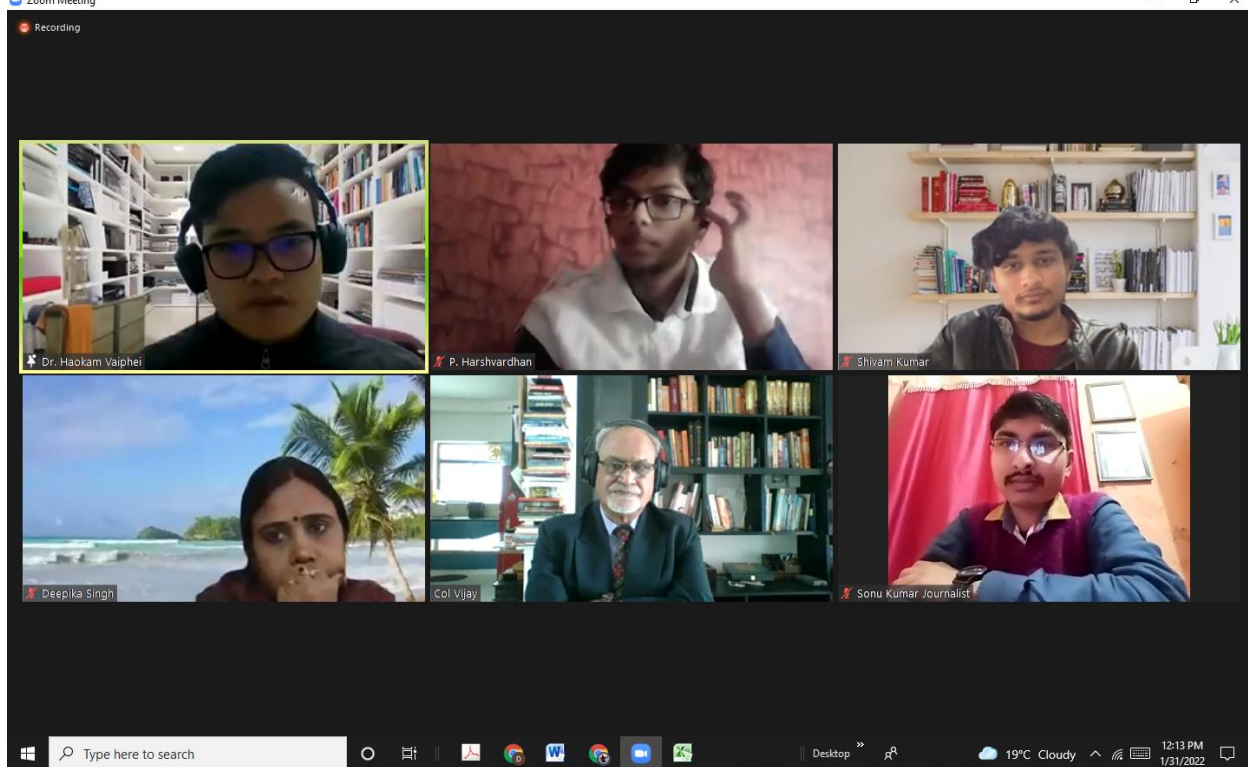 Zoom Meeting
Recording
Dr. Haokam Vaiphei
P. Harshvardhan
Shivam Kumar
Deepika Singh
Col Vijay
Sonu Kumar Journalist
Type here to search
Desktop
19°C Cloudy
12:13 PM
1/31/2022